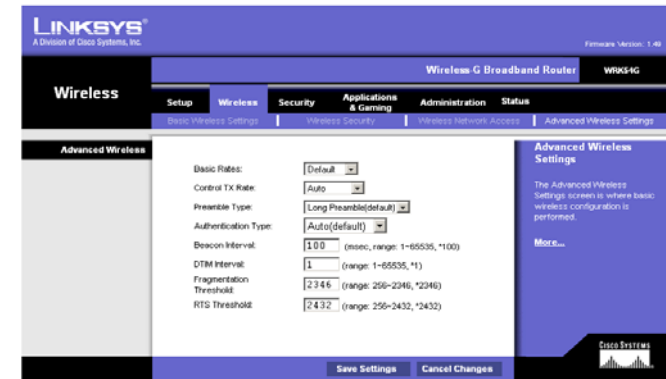 LINKSYS®
A Division of Cisco Systems, Inc.
Firmware Version: 1.40
Wireless-G Broadband Router WRK54G
Wireless
Setup Wireless Security Applications & Gaming Administration Status
Basic Wireless Settings Wireless Security Wireless Network Access Advanced Wireless Settings
Advanced Wireless
Basic Rates: Default
Control TX Rate: Auto
Preamble Type: Long Preamble(default)
Authentication Type: Auto(default)
Beacon Interval: 100 (msec, range: 1~65535, *100)
DTIM Interval: 1 (range: 1~65535, *1)
Fragmentation Threshold: 2346 (range: 256~2346, *2346)
RTS Threshold: 2432 (range: 256~2432, *2432)
Advanced Wireless
Settings
The Advanced Wireless
Settings screen is where basic
wireless configuration is
performed.
More...
CISCO SYSTEMS
Save Settings Cancel Changes